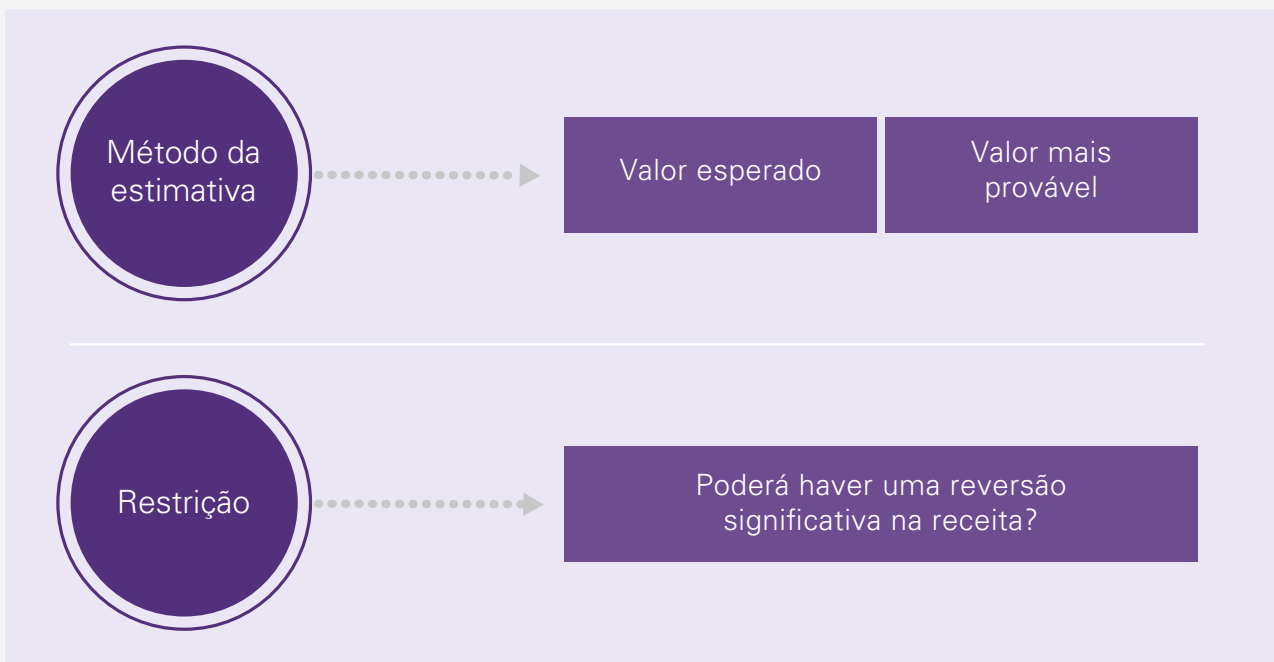 Método da
estimativa
Valor esperado
Valor mais
provável
Restrição
Poderá haver uma reversão
significativa na receita?